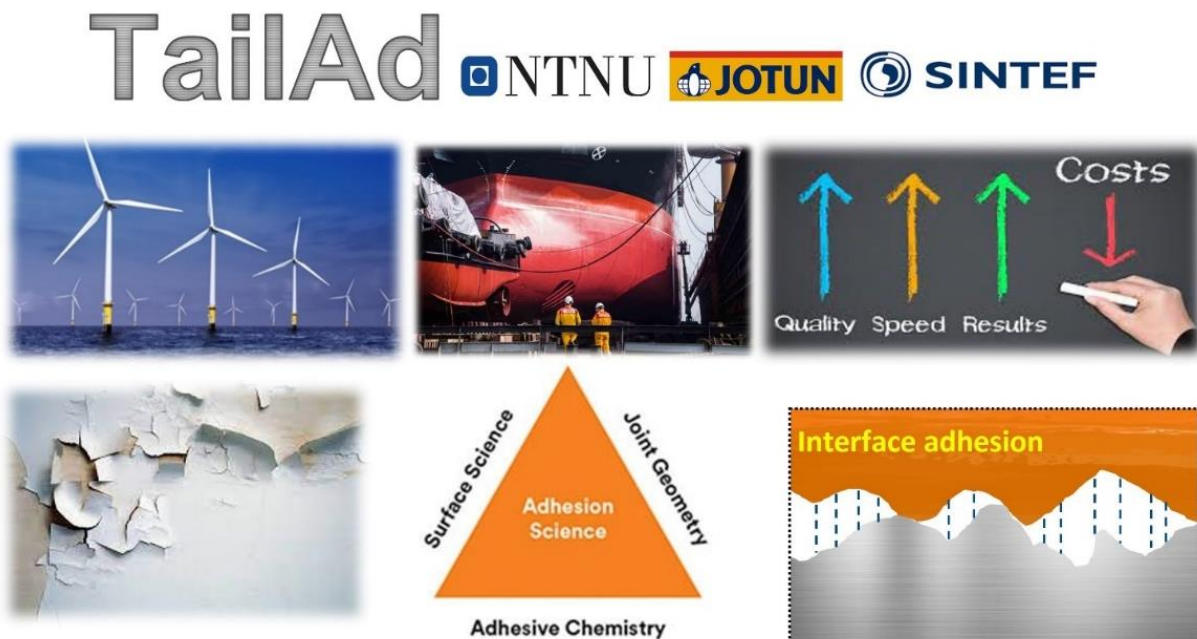 TailAd
NTNU
JOTUN
SINTEF
Costs
Quality Speed Results
Surface Science
Joint Geometry
Adhesion
Science
Adhesive Chemistry
Interface adhesion